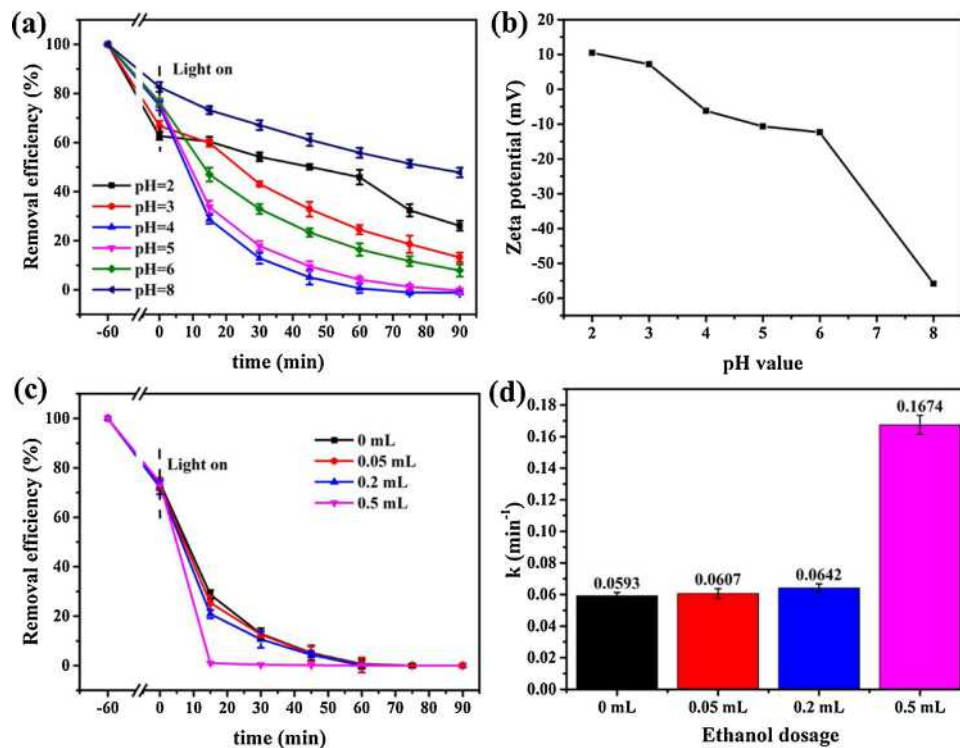 (a)
Removal efficiency (%)
100
80
60
40
20
0
Light on
pH=2
pH=3
pH=4
pH=5
pH=6
pH=8
-60 0 10 20 30 40 50 60 70 80 90
time (min)
(b)
Zeta potential (mV)
20
10
0
-10
-20
-30
-40
-50
-60
2 3 4 5 6 7 8
pH value
(c)
Removal efficiency (%)
100
80
60
40
20
0
Light on
0 mL
0.05 mL
0.2 mL
0.5 mL
-60 0 10 20 30 40 50 60 70 80 90
time (min)
(d)
k (min⁻¹)
0.18
0.16
0.14
0.12
0.10
0.08
0.06
0.04
0.02
0.00
0.0593
0.0607
0.0642
0.1674
0 mL 0.05 mL 0.2 mL 0.5 mL
Ethanol dosage